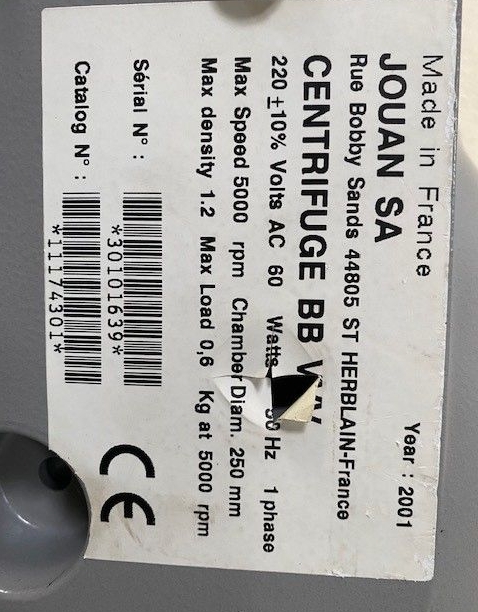 Made in France Year : 2001
JOUAN SA
Rue Bobby Sands 44805 ST HERBLAIN-France
CENTRIFUGE BB
220 ±10% Volts AC 60 Watts Hz 1 phase
Max Speed 5000 rpm Chamber Diam. 250 mm
Max density 1.2 Max Load 0,6 Kg at 5000 rpm
Sérial N° : *30101639*
Catalog N° : *11174301*
CE